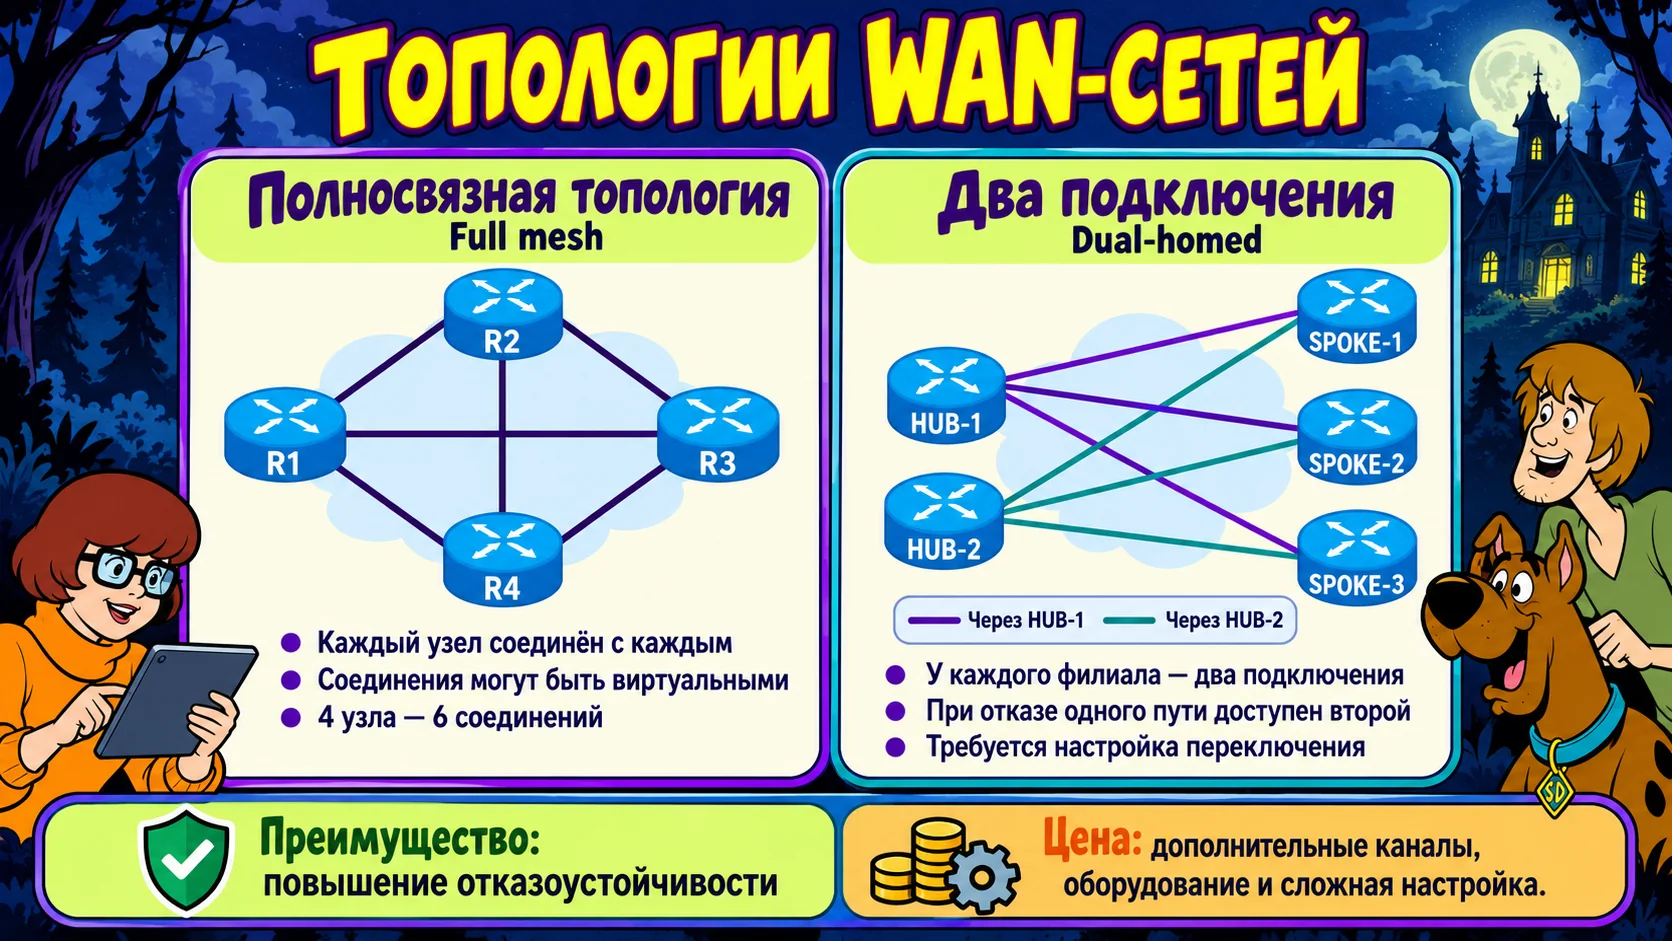 Топологии WAN-сетей
Полносвязная топология
Full mesh
R2
R1
R3
R4
Каждый узел соединён с каждым
Соединения могут быть виртуальными
4 узла — 6 соединений
Два подключения
Dual-homed
SPOKE-1
HUB-1
SPOKE-2
HUB-2
SPOKE-3
Через HUB-1
Через HUB-2
У каждого филиала — два подключения
При отказе одного пути доступен второй
Требуется настройка переключения
SD
Преимущество:
повышение отказоустойчивости
Цена: дополнительные каналы,
оборудование и сложная настройка.